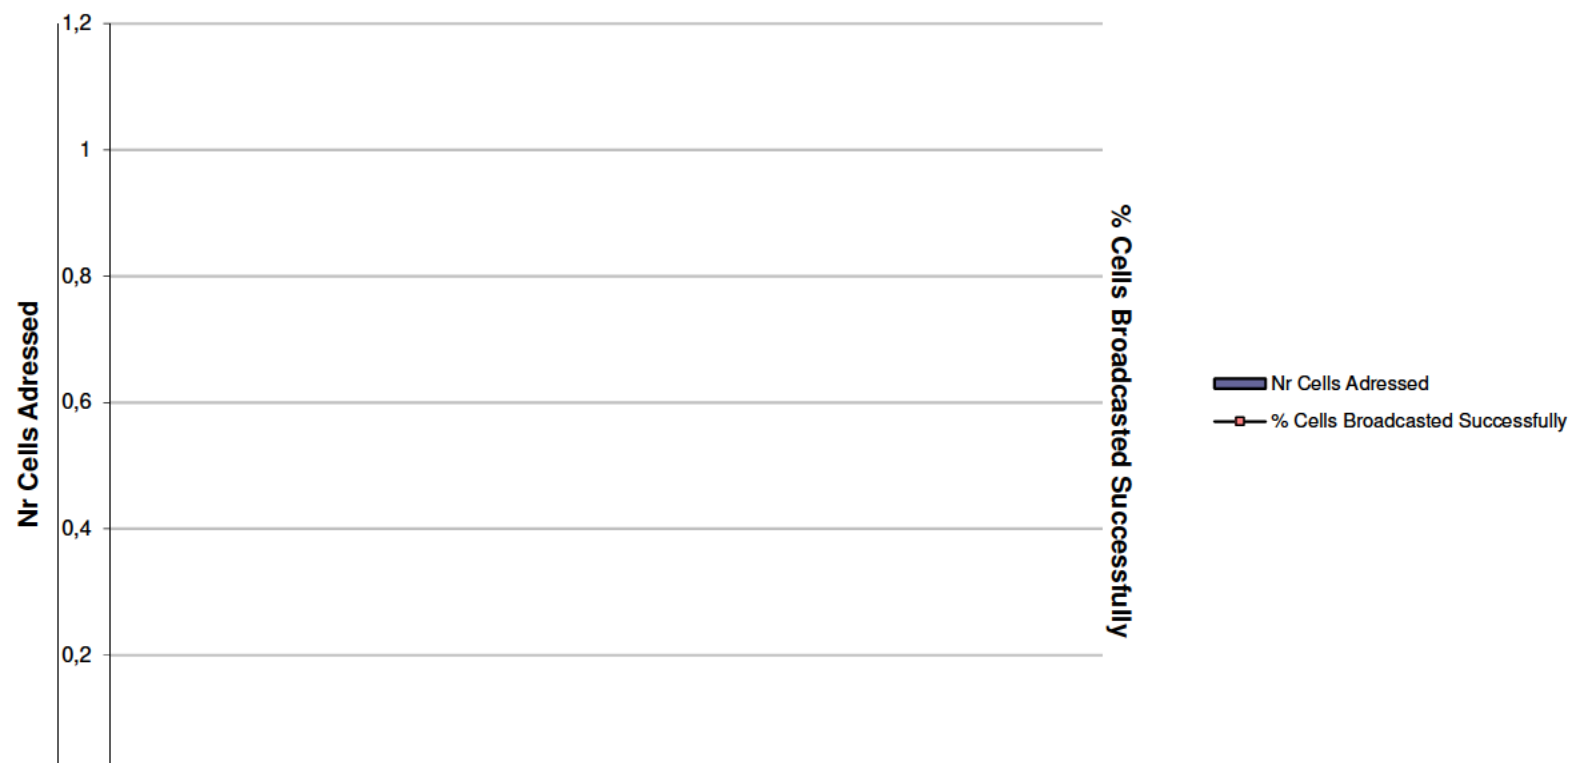 1,2
1
0,8
0,6
0,4
0,2
Nr Cells Adressed
% Cells Broadcasted Successfully
Nr Cells Adressed
% Cells Broadcasted Successfully